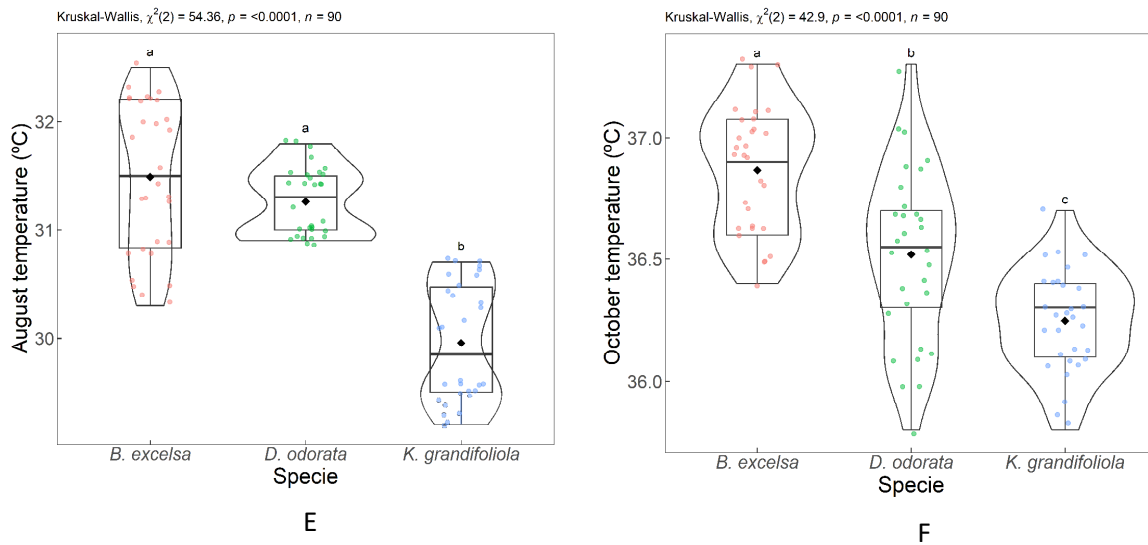 Kruskal-Wallis, χ²(2) = 54.36, p = <0.0001, n = 90
a
a
b
32
31
30
August temperature (ºC)
B. excelsa D. odorata K. grandifoliola
Specie
E
Kruskal-Wallis, χ²(2) = 42.9, p = <0.0001, n = 90
a
b
c
37.0
36.5
36.0
October temperature (ºC)
B. excelsa D. odorata K. grandifoliola
Specie
F